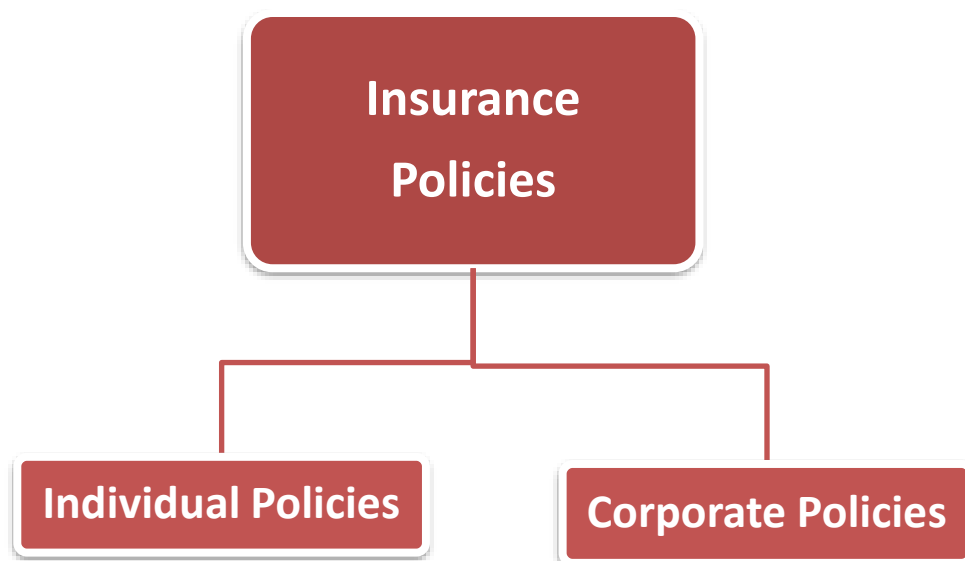 Insurance
Policies
Individual Policies
Corporate Policies